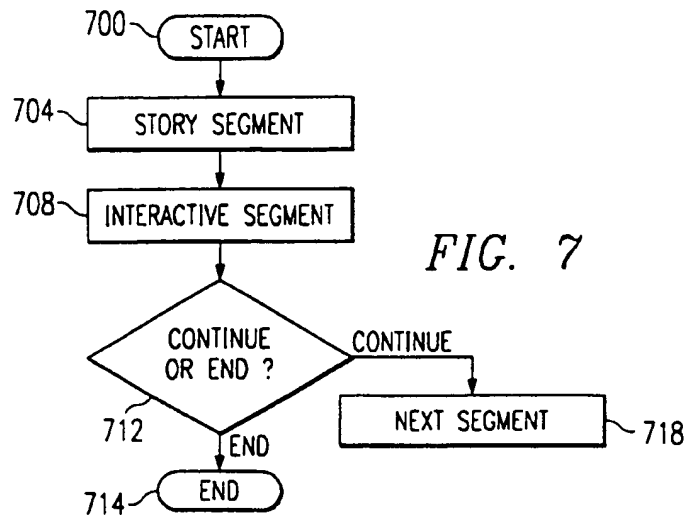 700
START
704
STORY SEGMENT
708
INTERACTIVE SEGMENT
FIG. 7
CONTINUE
OR END ?
CONTINUE
712
END
NEXT SEGMENT
718
714
END